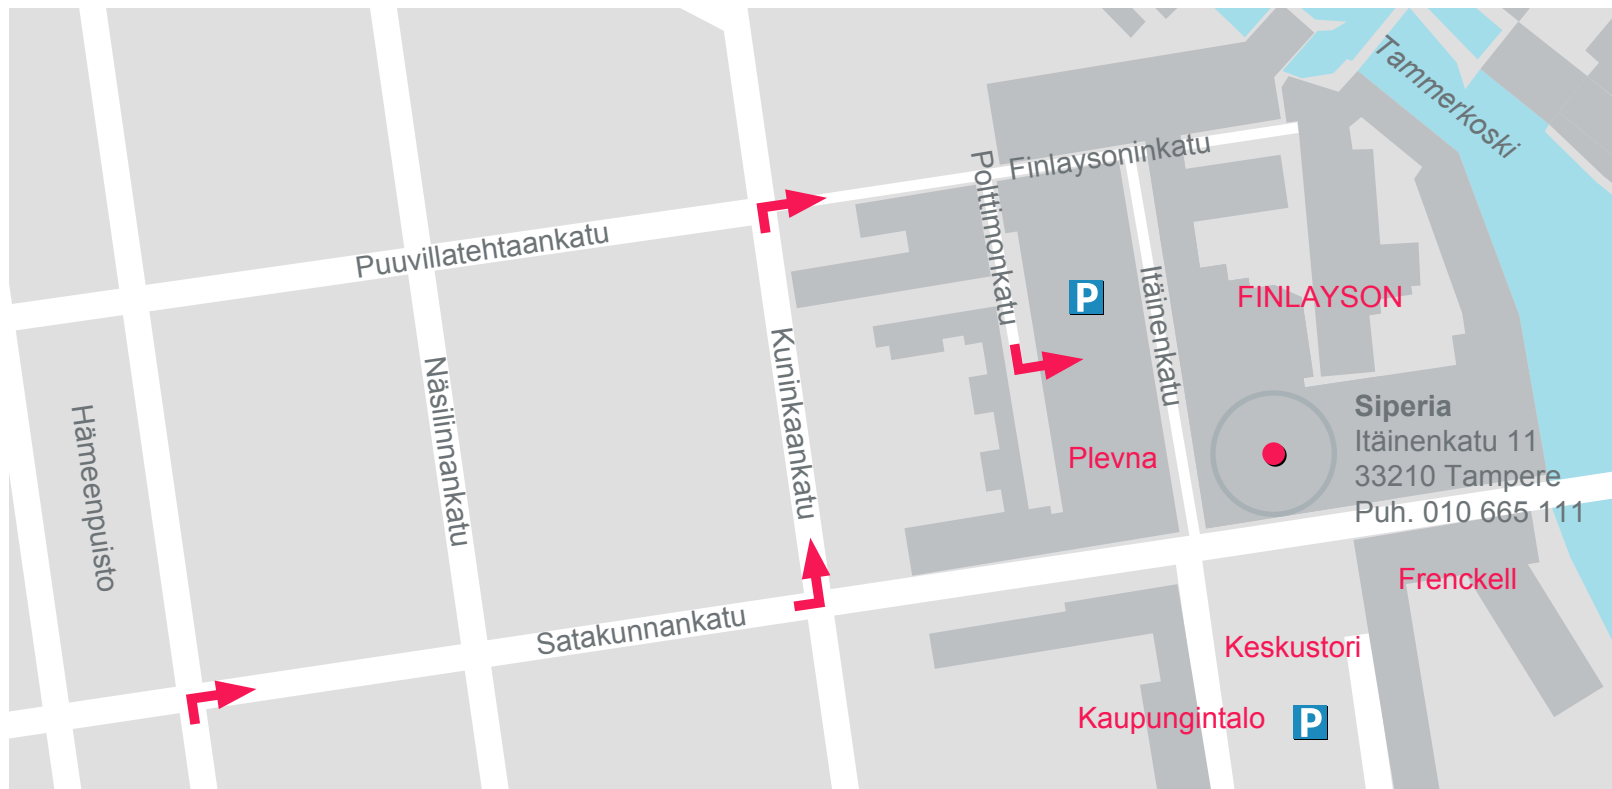 Tammerkoski
Finlaysoninkatu
Polttimonkatu
Puuvillatehtaankatu
Itäinenkatu
P
FINLAYSON
Kuninkaankatu
Näsilinnankatu
Hämeenpuisto
Siperia
Itäinenkatu 11
33210 Tampere
Puh. 010 665 111
Plevna
Frenckell
Satakunnankatu
Keskustori
Kaupungintalo
P